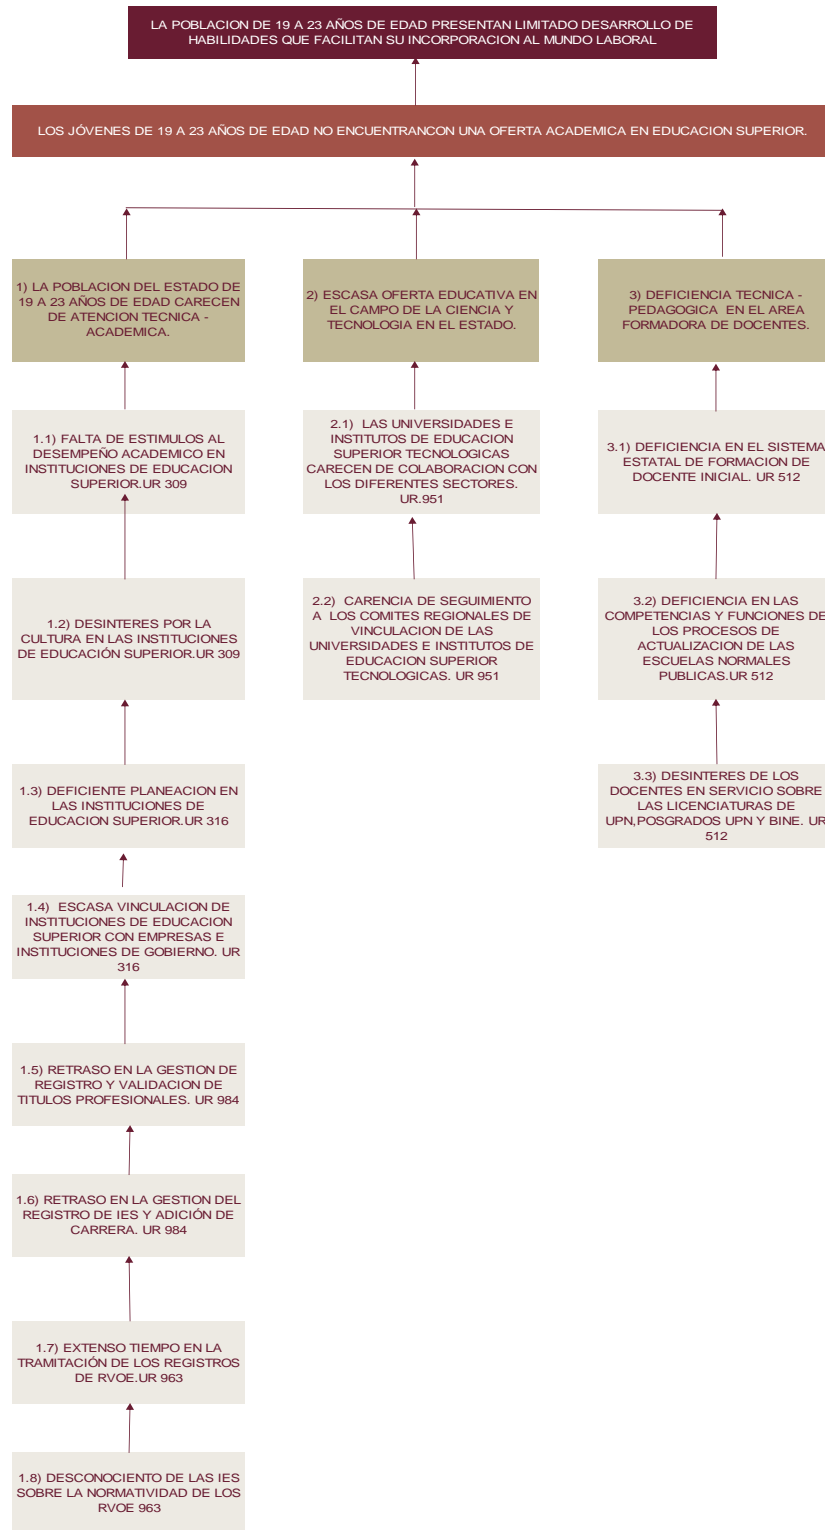 LA POBLACION DE 19 A 23 AÑOS DE EDAD PRESENTAN LIMITADO DESARROLLO DE
HABILIDADES QUE FACILITAN SU INCORPORACION AL MUNDO LABORAL
LOS JÓVENES DE 19 A 23 AÑOS DE EDAD NO ENCUENTRANCON UNA OFERTA ACADEMICA EN EDUCACION SUPERIOR.
1) LA POBLACION DEL ESTADO DE
19 A 23 AÑOS DE EDAD CARECEN
DE ATENCION TECNICA -
ACADEMICA.
2) ESCASA OFERTA EDUCATIVA EN
EL CAMPO DE LA CIENCIA Y
TECNOLOGIA EN EL ESTADO.
3) DEFICIENCIA TECNICA -
PEDAGOGICA EN EL AREA
FORMADORA DE DOCENTES.
1.1) FALTA DE ESTIMULOS AL
DESEMPEÑO ACADEMICO EN
INSTITUCIONES DE EDUCACION
SUPERIOR.UR 309
2.1) LAS UNIVERSIDADES E
INSTITUTOS DE EDUCACION
SUPERIOR TECNOLOGICAS
CARECEN DE COLABORACION CON
LOS DIFERENTES SECTORES.
UR.951
3.1) DEFICIENCIA EN EL SISTEMA
ESTATAL DE FORMACION DE
DOCENTE INICIAL. UR 512
1.2) DESINTERES POR LA
CULTURA EN LAS INSTITUCIONES
DE EDUCACIÓN SUPERIOR.UR 309
2.2) CARENCIA DE SEGUIMIENTO
A LOS COMITES REGIONALES DE
VINCULACION DE LAS
UNIVERSIDADES E INSTITUTOS DE
EDUCACION SUPERIOR
TECNOLOGICAS. UR 951
3.2) DEFICIENCIA EN LAS
COMPETENCIAS Y FUNCIONES DE
LOS PROCESOS DE
ACTUALIZACION DE LAS
ESCUELAS NORMALES
PUBLICAS.UR 512
1.3) DEFICIENTE PLANEACION EN
LAS INSTITUCIONES DE
EDUCACION SUPERIOR.UR 316
3.3) DESINTERES DE LOS
DOCENTES EN SERVICIO SOBRE
LAS LICENCIATURAS DE
UPN,POSGRADOS UPN Y BINE. UR
512
1.4) ESCASA VINCULACION DE
INSTITUCIONES DE EDUCACION
SUPERIOR CON EMPRESAS E
INSTITUCIONES DE GOBIERNO. UR
316
1.5) RETRASO EN LA GESTION DE
REGISTRO Y VALIDACION DE
TITULOS PROFESIONALES. UR 984
1.6) RETRASO EN LA GESTION DEL
REGISTRO DE IES Y ADICIÓN DE
CARRERA. UR 984
1.7) EXTENSO TIEMPO EN LA
TRAMITACIÓN DE LOS REGISTROS
DE RVOE.UR 963
1.8) DESCONOCIENTO DE LAS IES
SOBRE LA NORMATIVIDAD DE LOS
RVOE 963